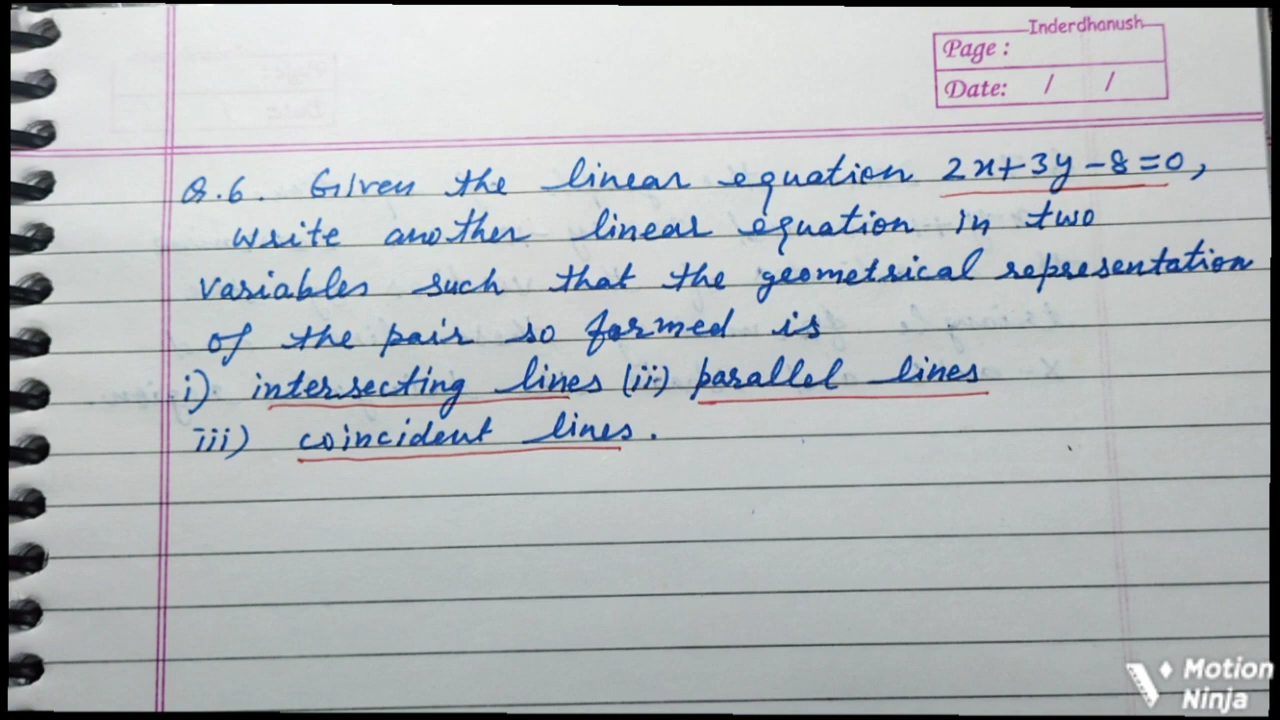 Inderdhanush
Page :
Date: / /
Q.6. Given the linear equation 2x+3y-8=0,
write another linear equation in two
variables such that the geometrical representation
of the pair so formed is
i) intersecting lines (ii) parallel lines
iii) coincident lines.
Motion
Ninja